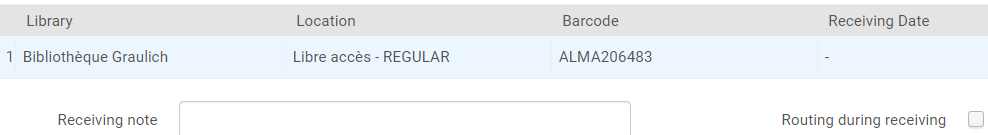 Library Location Barcode Receiving Date
1 Bibliothèque Graulich Libre accès - REGULAR ALMA206483 -
Receiving note Routing during receiving